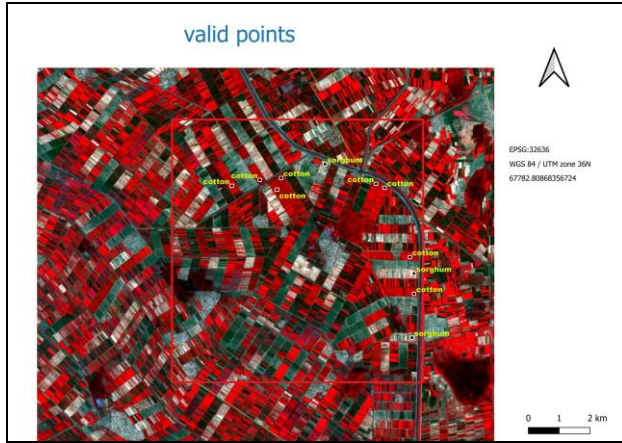 valid points
EPSG:32636
WGS 84 / UTM zone 36N
67782.80868356724
sorghum
cotton
cotton
cotton
cotton
cotton
cotton
cotton
sorghum
cotton
sorghum
0 1 2 km